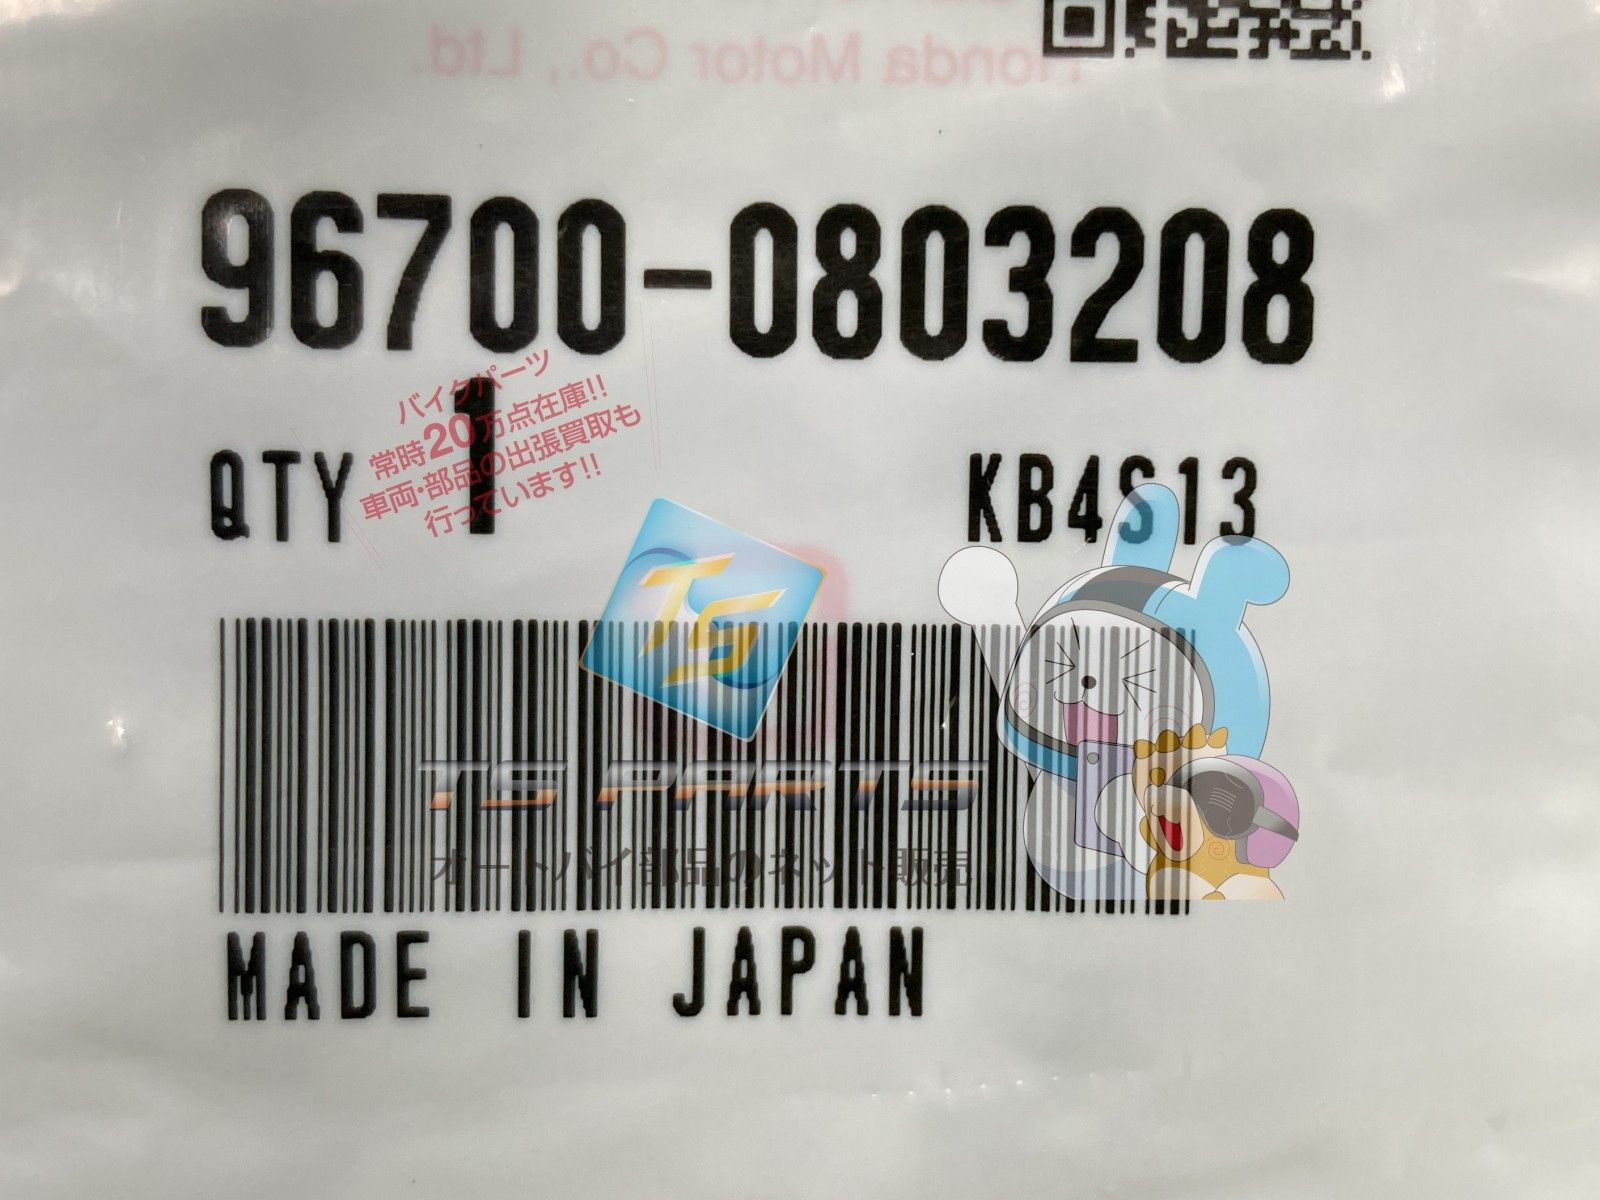 Honda Motor Co., Ltd.
96700-0803208
バイクパーツ
常時20万点在庫!!
車両・部品の出張買取も
行っています!!
QTY 1 KB4S13
TS
TS PARTS
オートバイ部品のネット販売
MADE IN JAPAN